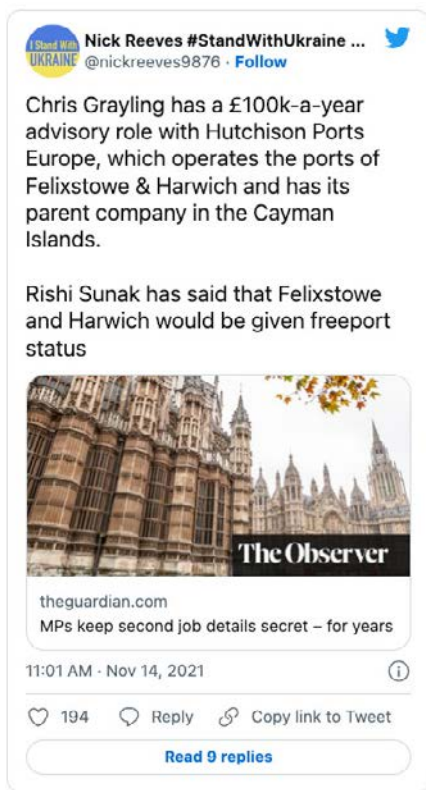 I Stand With
UKRAINE
Nick Reeves #StandWithUkraine ...
@nickreeves9876 · Follow
Chris Grayling has a £100k-a-year
advisory role with Hutchison Ports
Europe, which operates the ports of
Felixstowe & Harwich and has its
parent company in the Cayman
Islands.
Rishi Sunak has said that Felixstowe
and Harwich would be given freeport
status
The Observer
theguardian.com
MPs keep second job details secret – for years
11:01 AM · Nov 14, 2021
194 Reply Copy link to Tweet
Read 9 replies